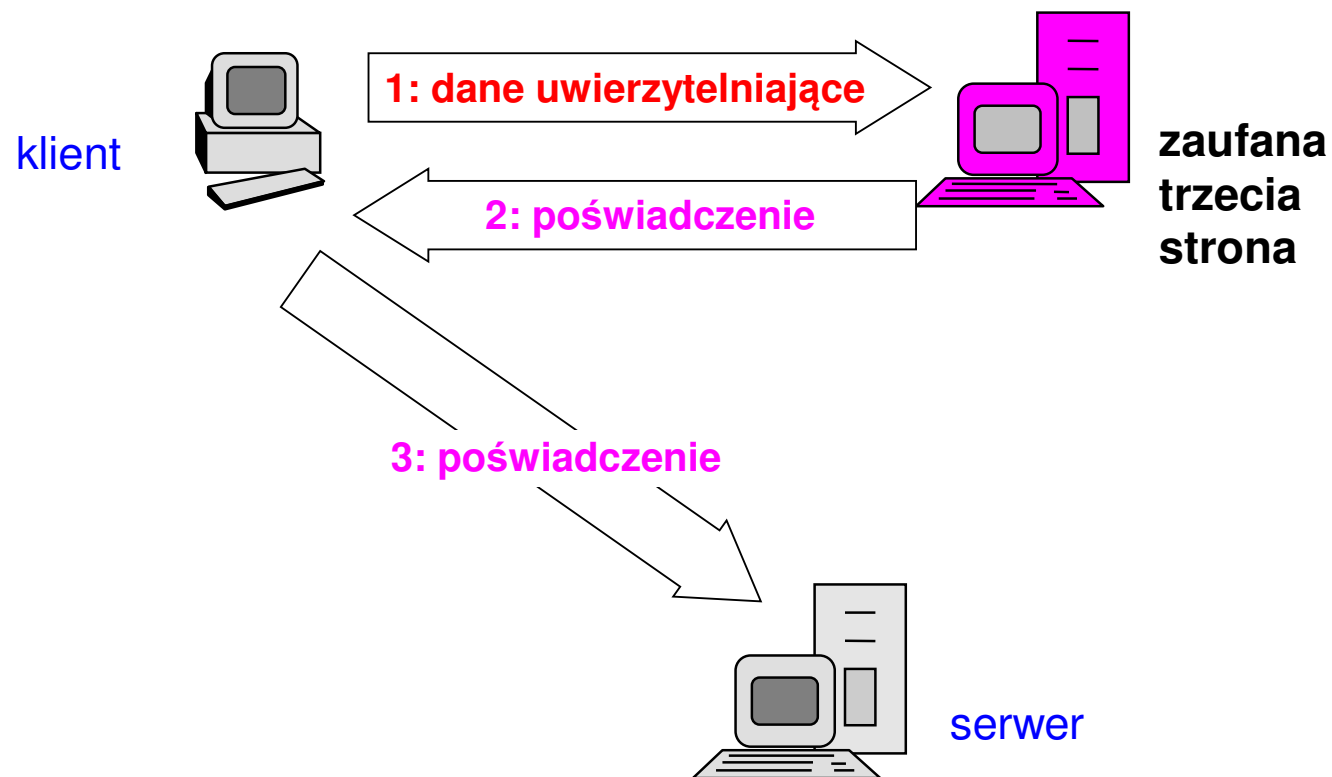 1: dane uwierzytelniające
klient
zaufana
trzecia
strona
2: poświadczenie
3: poświadczenie
serwer